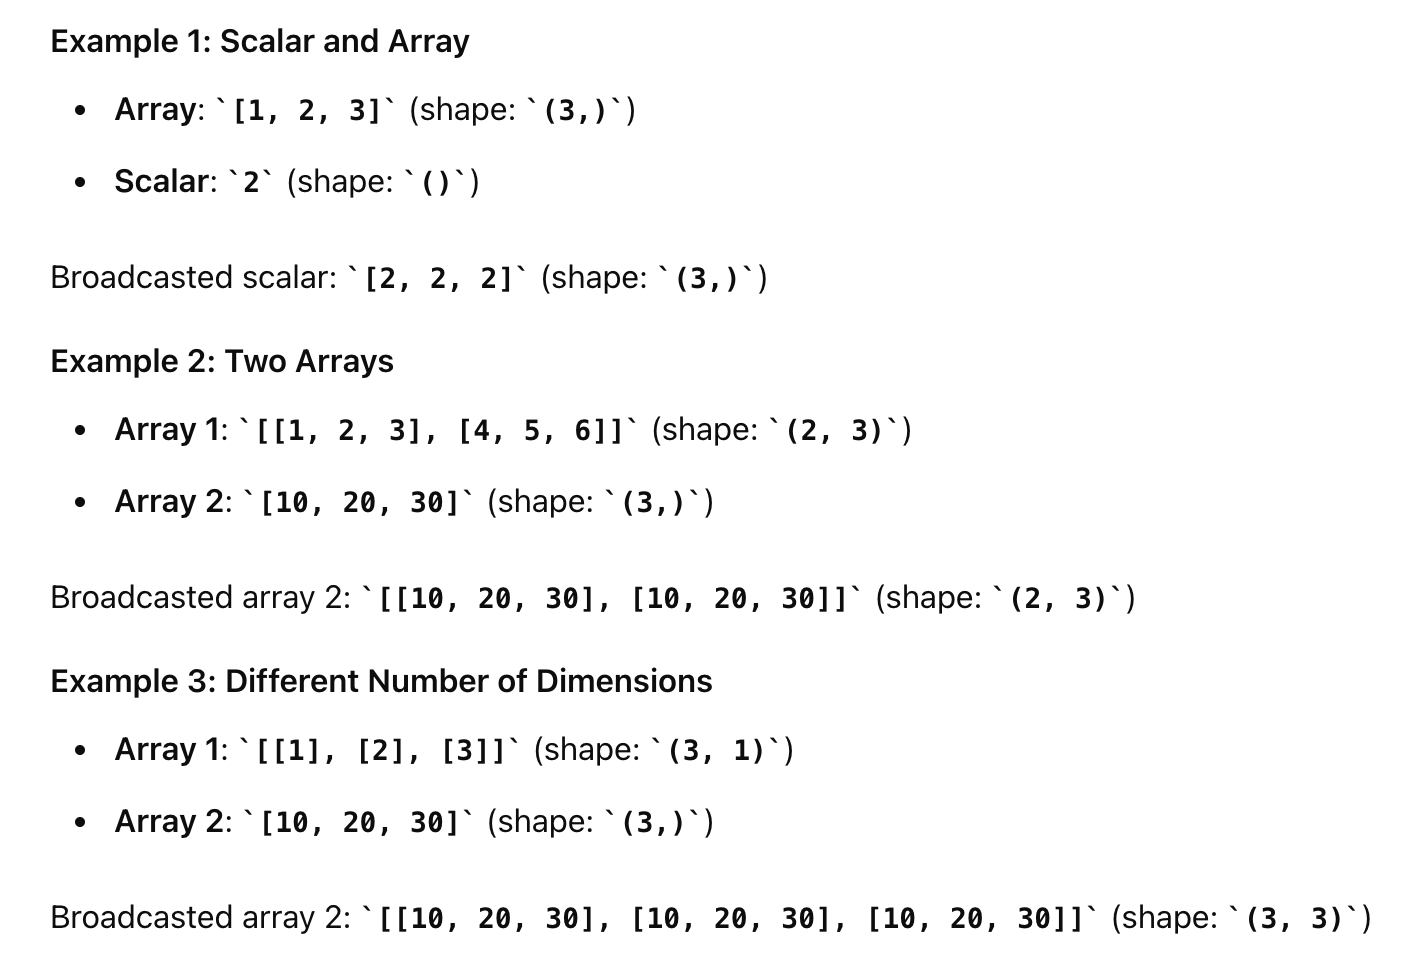 Example 1: Scalar and Array
• Array: `[1, 2, 3]` (shape: `(3,)`)
• Scalar: `2` (shape: `()`)
Broadcasted scalar: `[2, 2, 2]` (shape: `(3,)`)
Example 2: Two Arrays
• Array 1: `[[1, 2, 3], [4, 5, 6]]` (shape: `(2, 3)`)
• Array 2: `[10, 20, 30]` (shape: `(3,)`)
Broadcasted array 2: `[[10, 20, 30], [10, 20, 30]]` (shape: `(2, 3)`)
Example 3: Different Number of Dimensions
• Array 1: `[[1], [2], [3]]` (shape: `(3, 1)`)
• Array 2: `[10, 20, 30]` (shape: `(3,)`)
Broadcasted array 2: `[[10, 20, 30], [10, 20, 30], [10, 20, 30]]` (shape: `(3, 3)`)